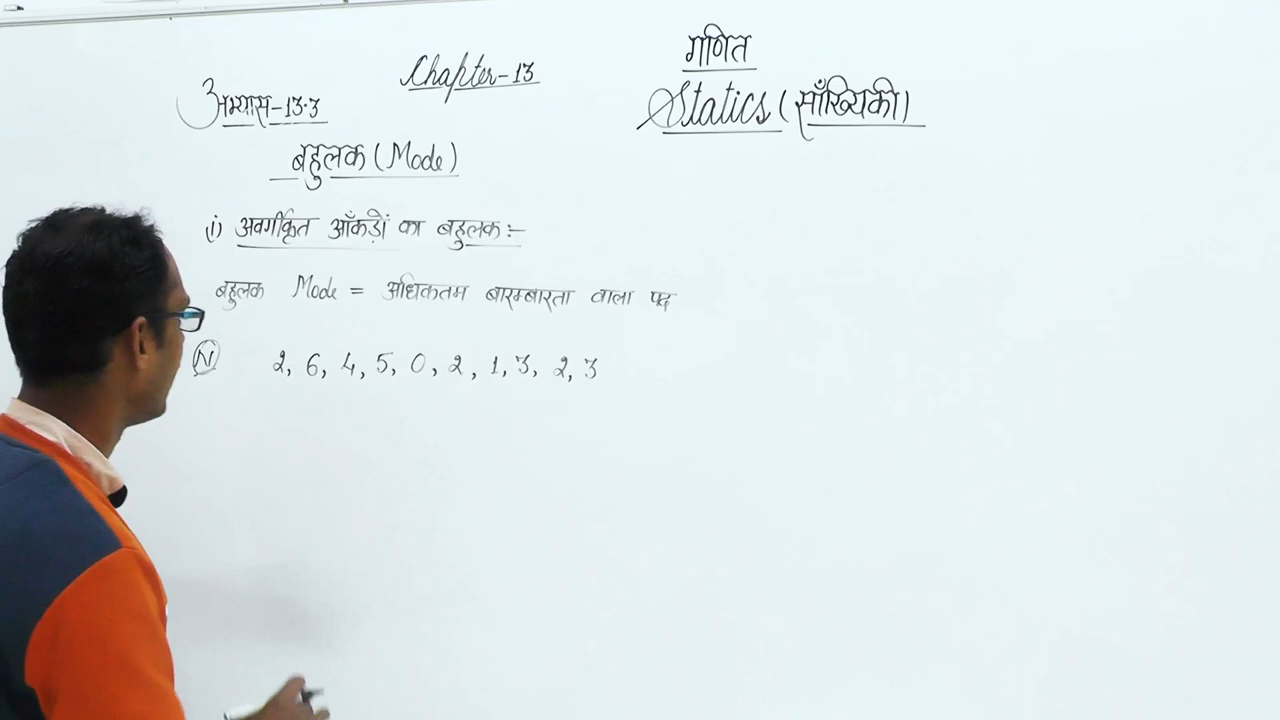 गणित
Chapter-13
Statics (साँख्यिकी)
अभ्यास-13.3
बहुलक (Mode)
(i) अवर्गीकृत आँकड़ों का बहुलक :-
बहुलक Mode = अधिकतम बारम्बारता वाला पद
N 2, 6, 4, 5, 0, 2, 1, 3, 2, 3